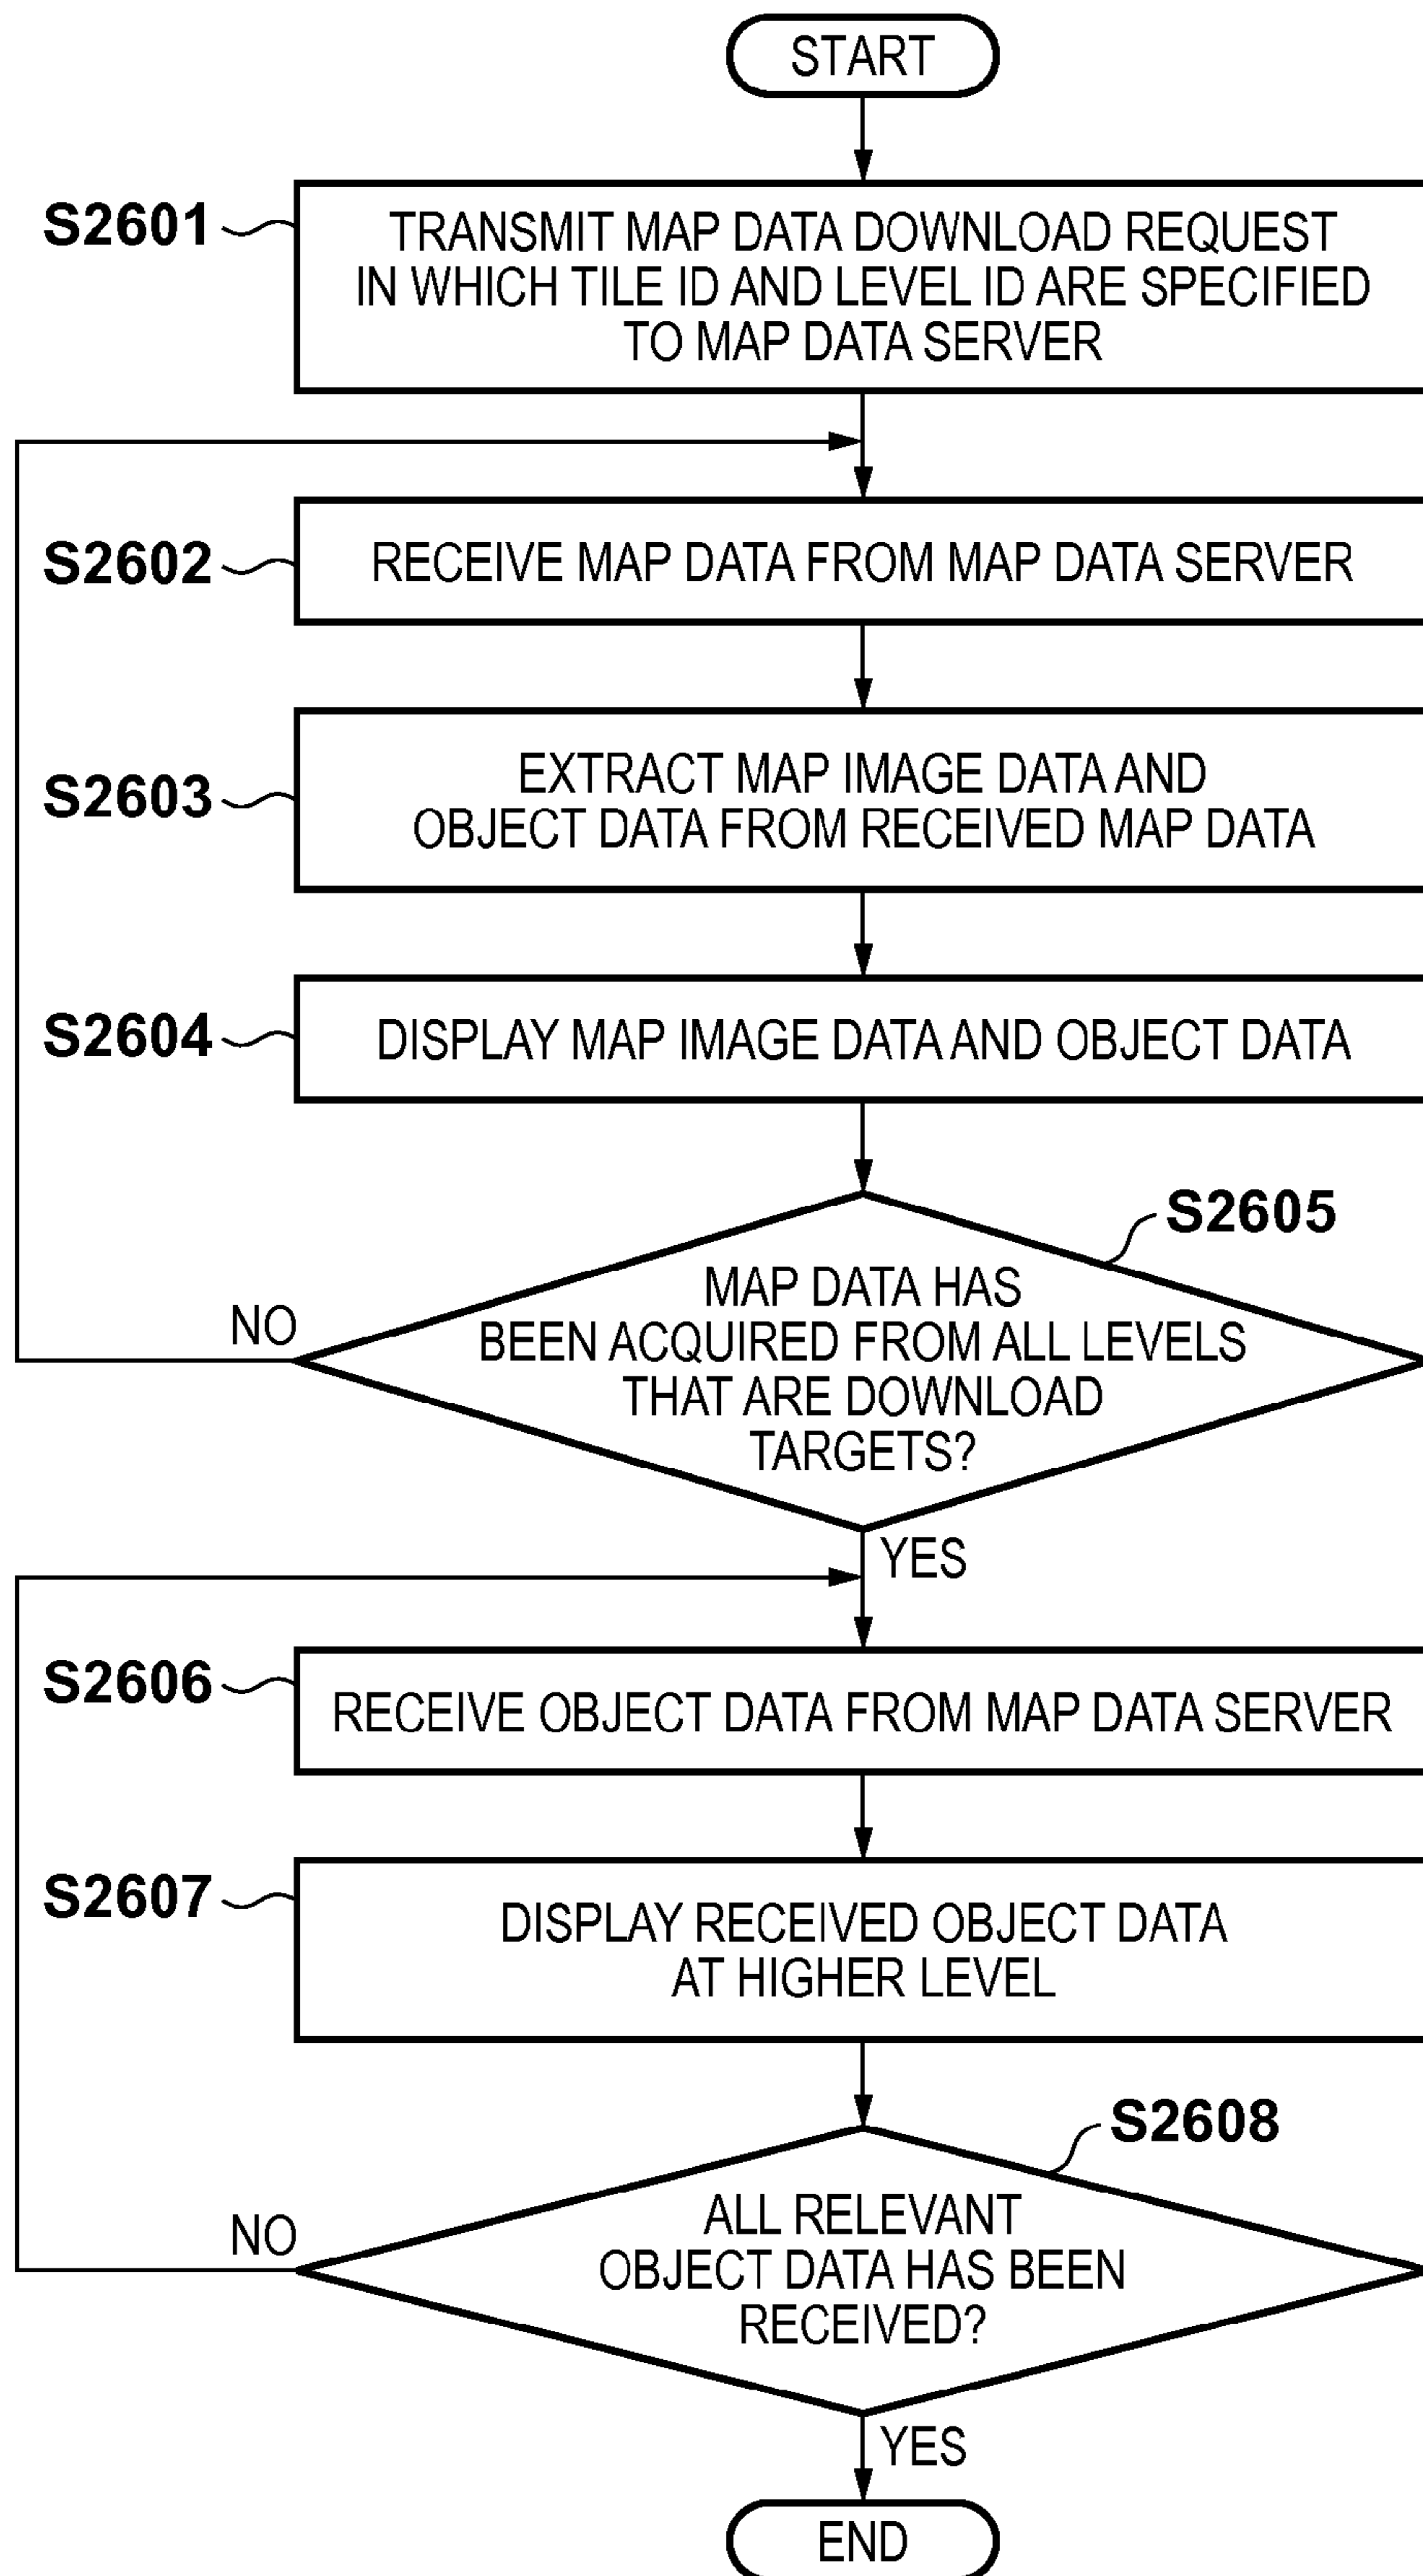 START
S2601
TRANSMIT MAP DATA DOWNLOAD REQUEST
IN WHICH TILE ID AND LEVEL ID ARE SPECIFIED
TO MAP DATA SERVER
S2602
RECEIVE MAP DATA FROM MAP DATA SERVER
S2603
EXTRACT MAP IMAGE DATA AND
OBJECT DATA FROM RECEIVED MAP DATA
S2604
DISPLAY MAP IMAGE DATA AND OBJECT DATA
S2605
MAP DATA HAS
BEEN ACQUIRED FROM ALL LEVELS
THAT ARE DOWNLOAD
TARGETS?
NO
YES
S2606
RECEIVE OBJECT DATA FROM MAP DATA SERVER
S2607
DISPLAY RECEIVED OBJECT DATA
AT HIGHER LEVEL
S2608
ALL RELEVANT
OBJECT DATA HAS BEEN
RECEIVED?
NO
YES
END